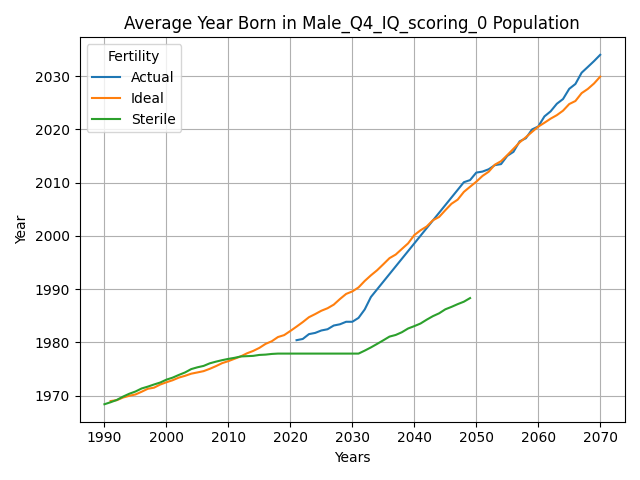 Average Year Born in Male_Q4_IQ_scoring_0 Population
Fertility
Actual
Ideal
Sterile
Year
2030
2020
2010
2000
1990
1980
1970
1990 2000 2010 2020 2030 2040 2050 2060 2070
Years